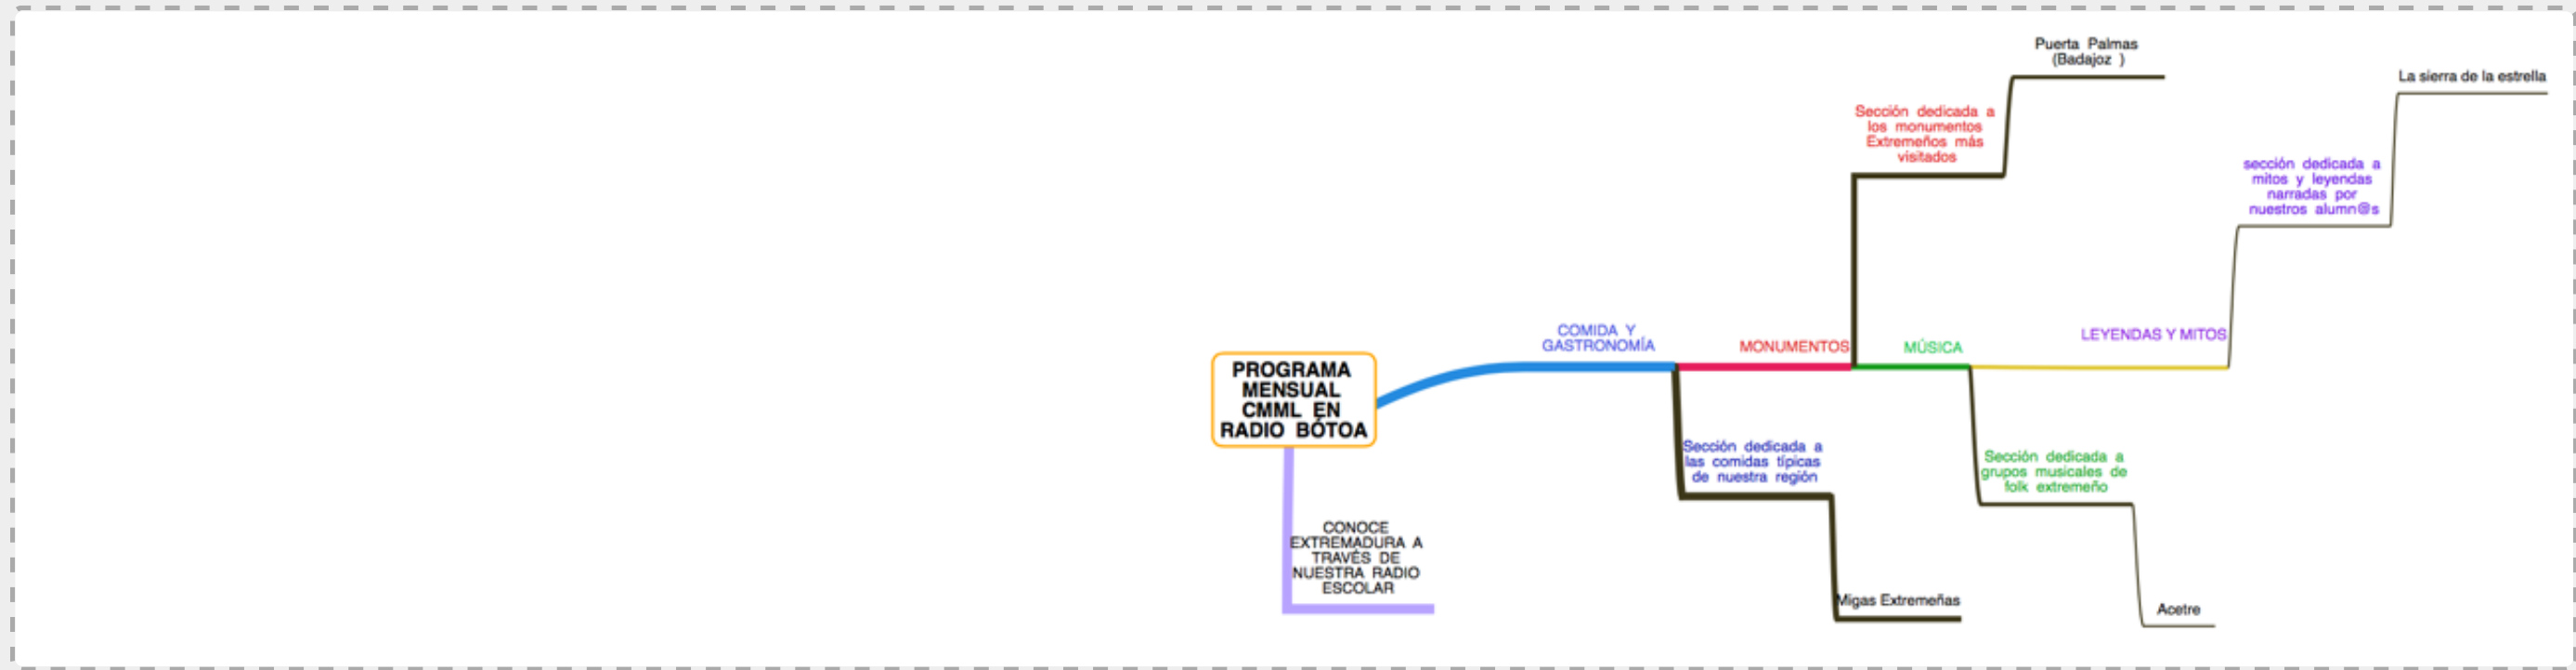 PROGRAMA
MENSUAL
CMML EN
RADIO BÓTOA
CONOCE
EXTREMADURA A
TRAVÉS DE
NUESTRA RADIO
ESCOLAR
COMIDA Y
GASTRONOMÍA
Sección dedicada a
las comidas típicas
de nuestra región
Migas Extremeñas
MONUMENTOS
Sección dedicada a
los monumentos
Extremeños más
visitados
Puerta Palmas
(Badajoz )
MÚSICA
Sección dedicada a
grupos musicales de
folk extremeño
Acetre
LEYENDAS Y MITOS
sección dedicada a
mitos y leyendas
narradas por
nuestros alumn@s
La sierra de la estrella